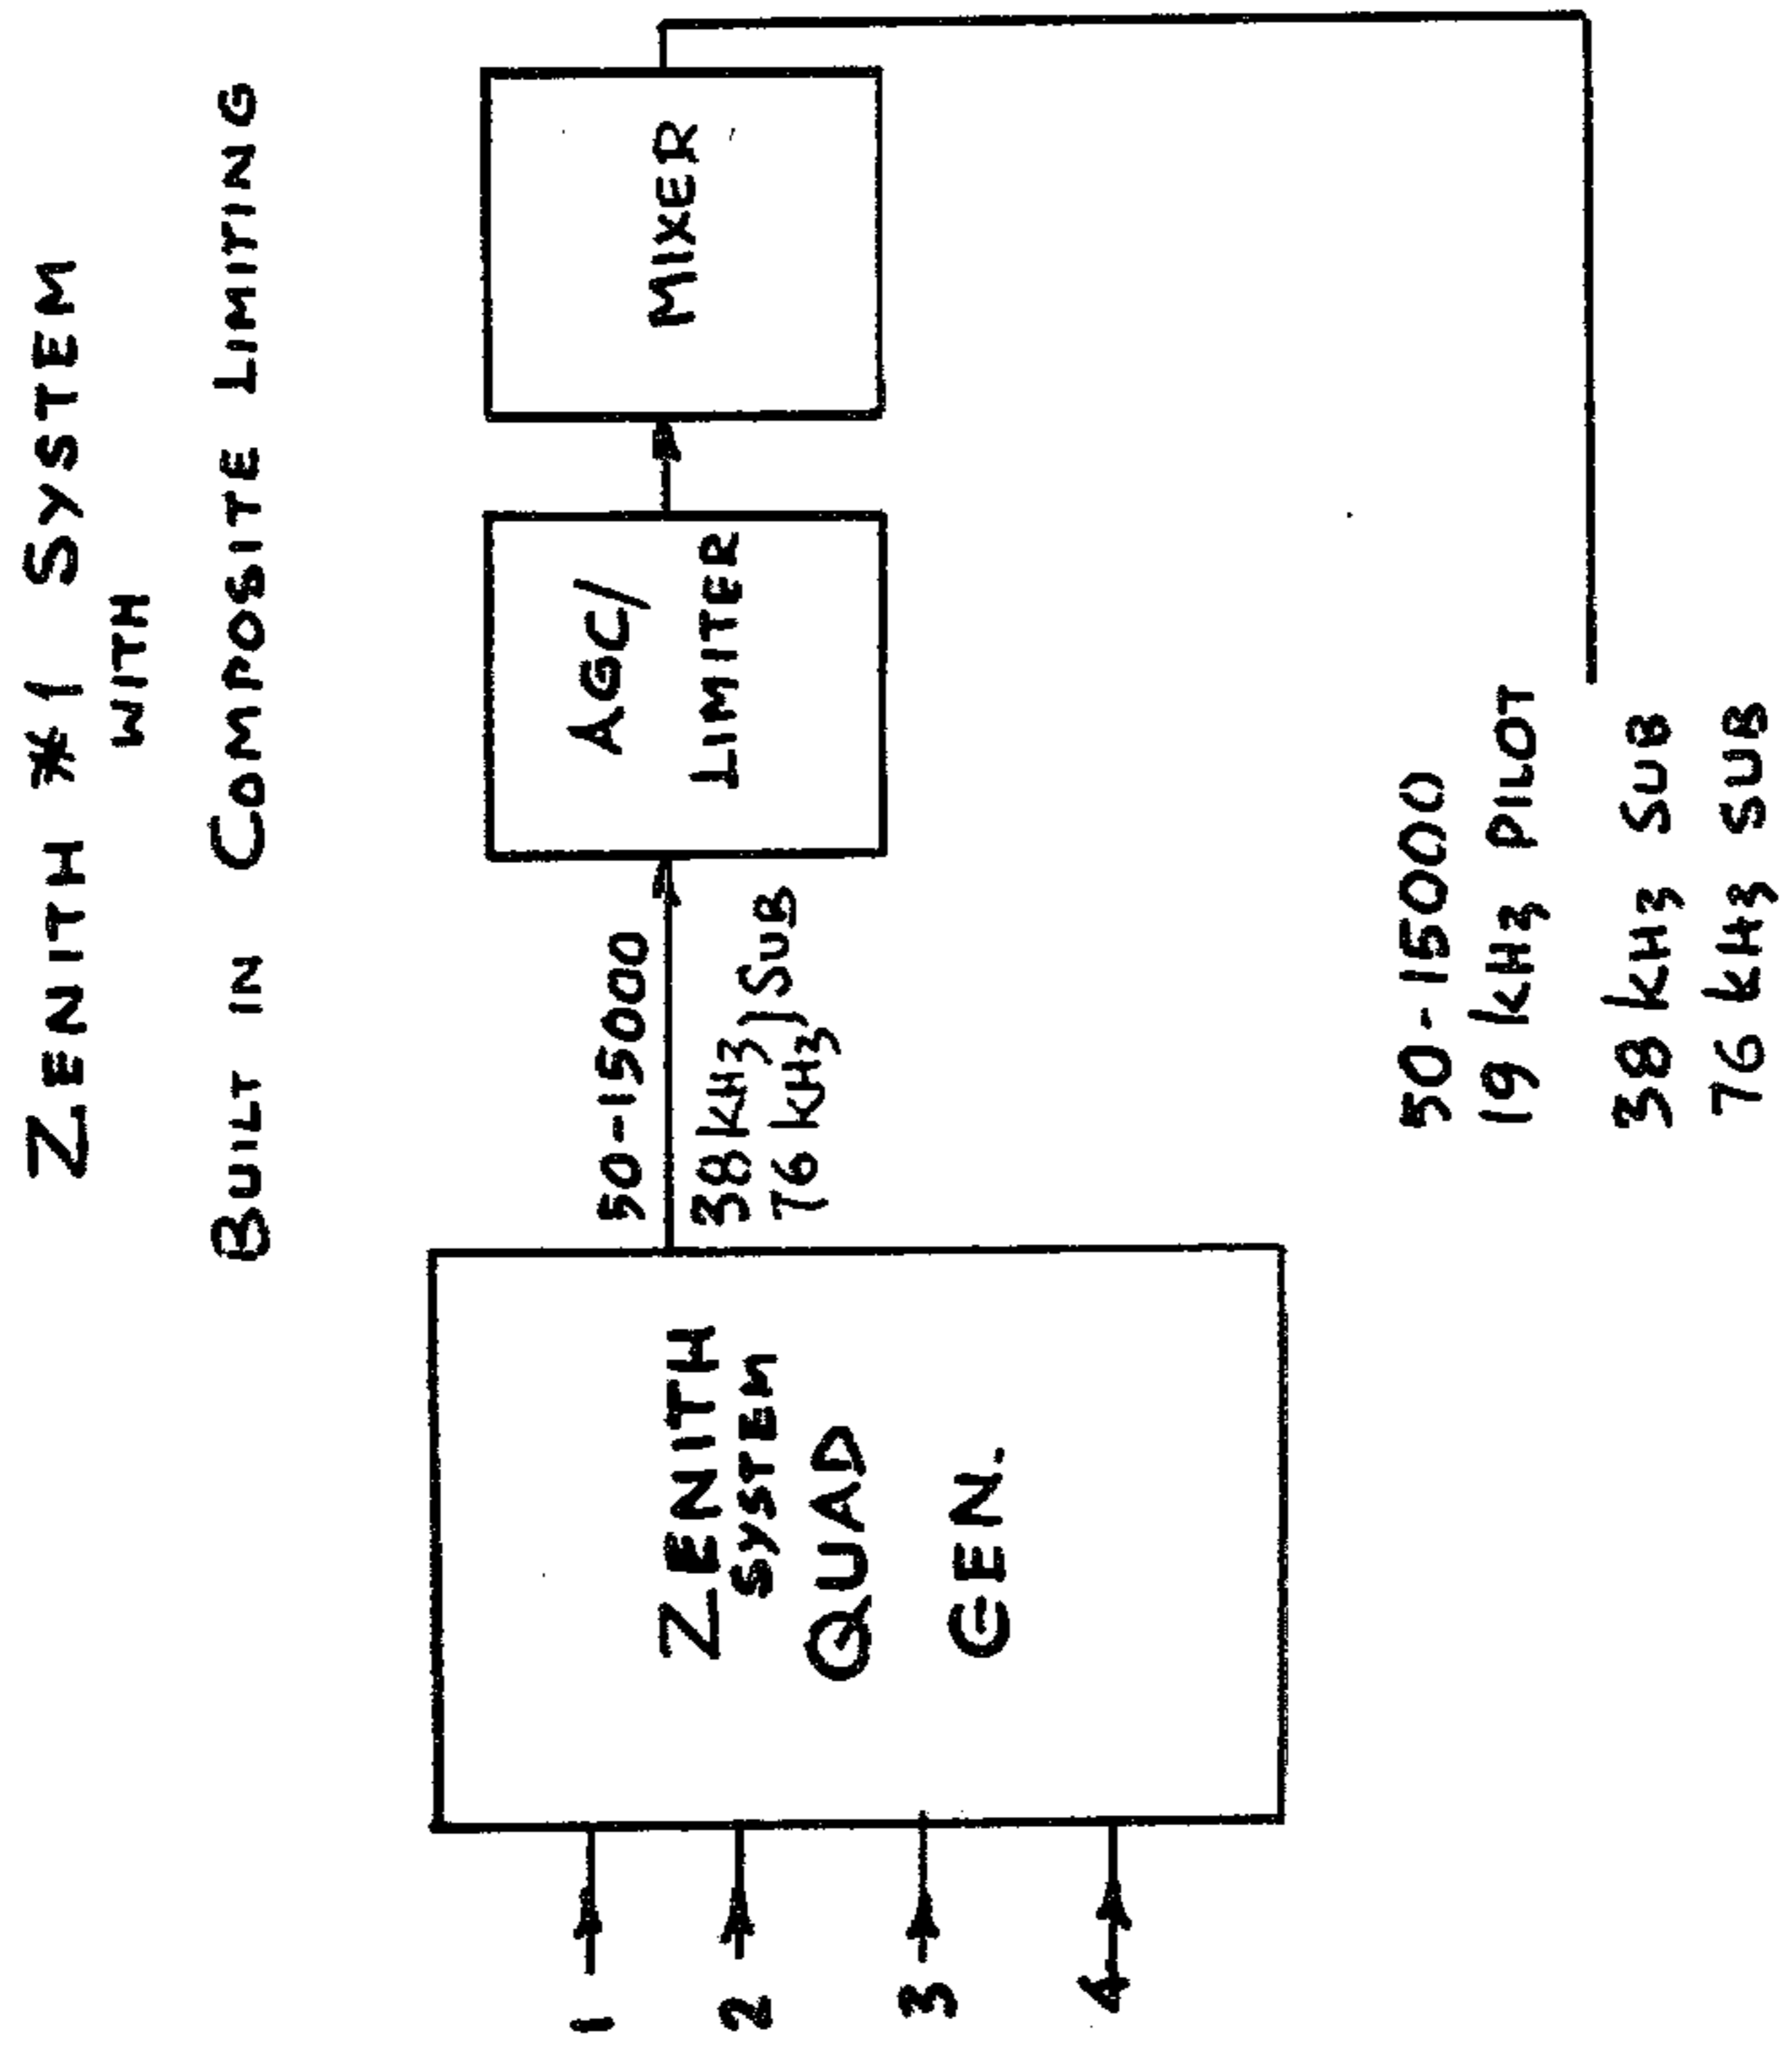 ZENITH #1 SYSTEM
WITH
BUILT IN COMPOSITE LIMITING
1
2
3
4
ZENITH
SYSTEM
QUAD
GEN.
50-15000
38 kHz) SUB
76 kHz
AGC/
LIMITER
MIXER
50-15000
19 kHz PILOT
38 kHz SUB
76 kHz SUB